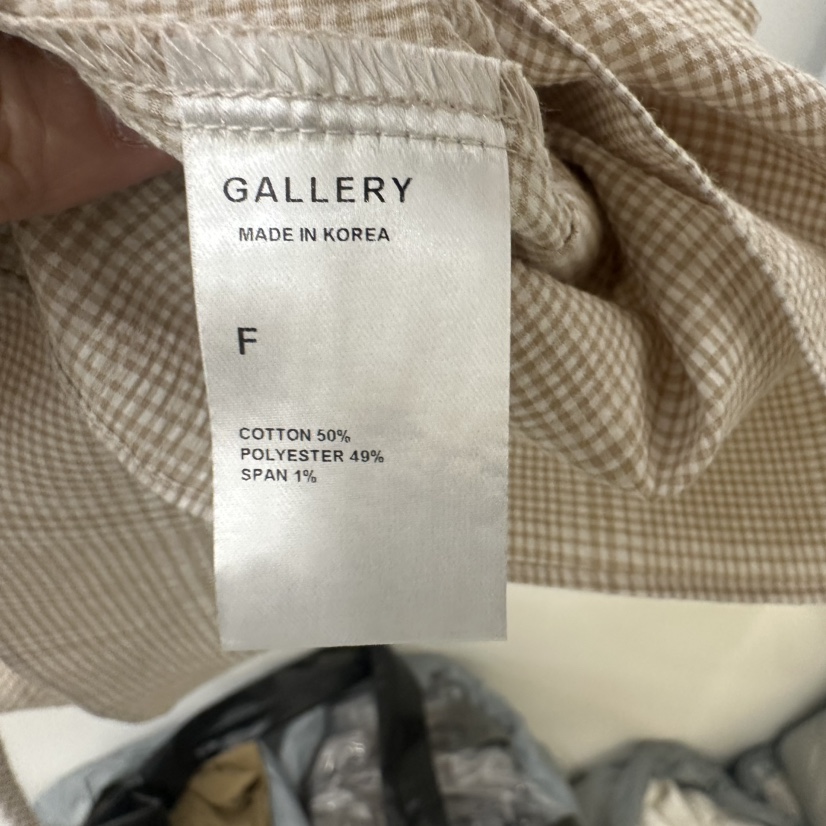 GALLERY
MADE IN KOREA
F
COTTON 50%
POLYESTER 49%
SPAN 1%